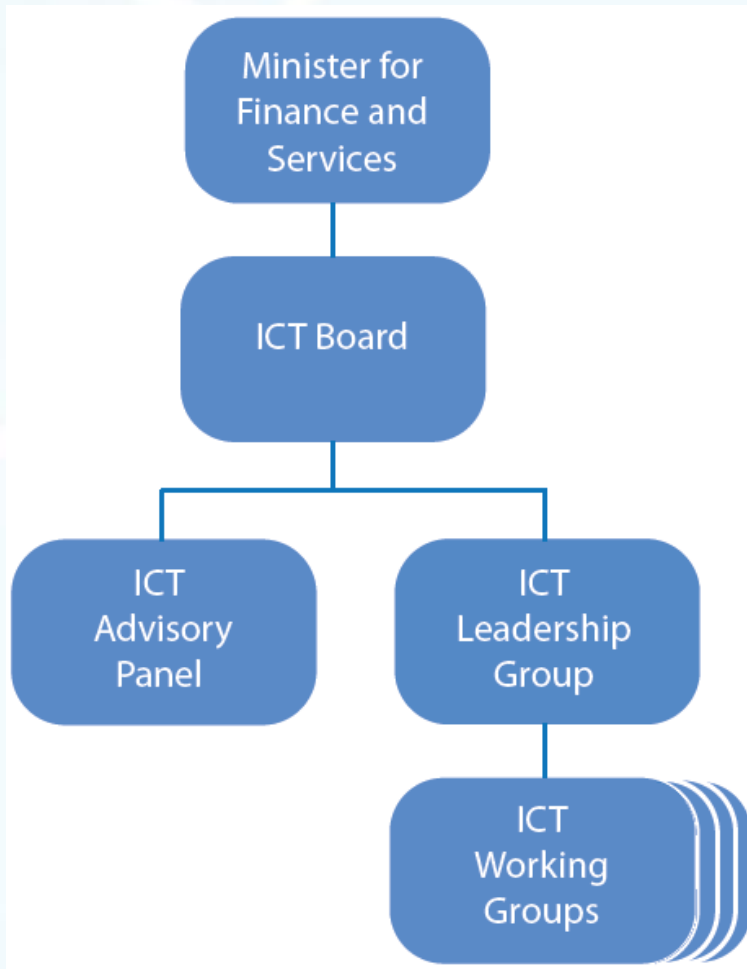 Minister for
Finance and
Services
ICT Board
ICT
Advisory
Panel
ICT
Leadership
Group
ICT
Working
Groups